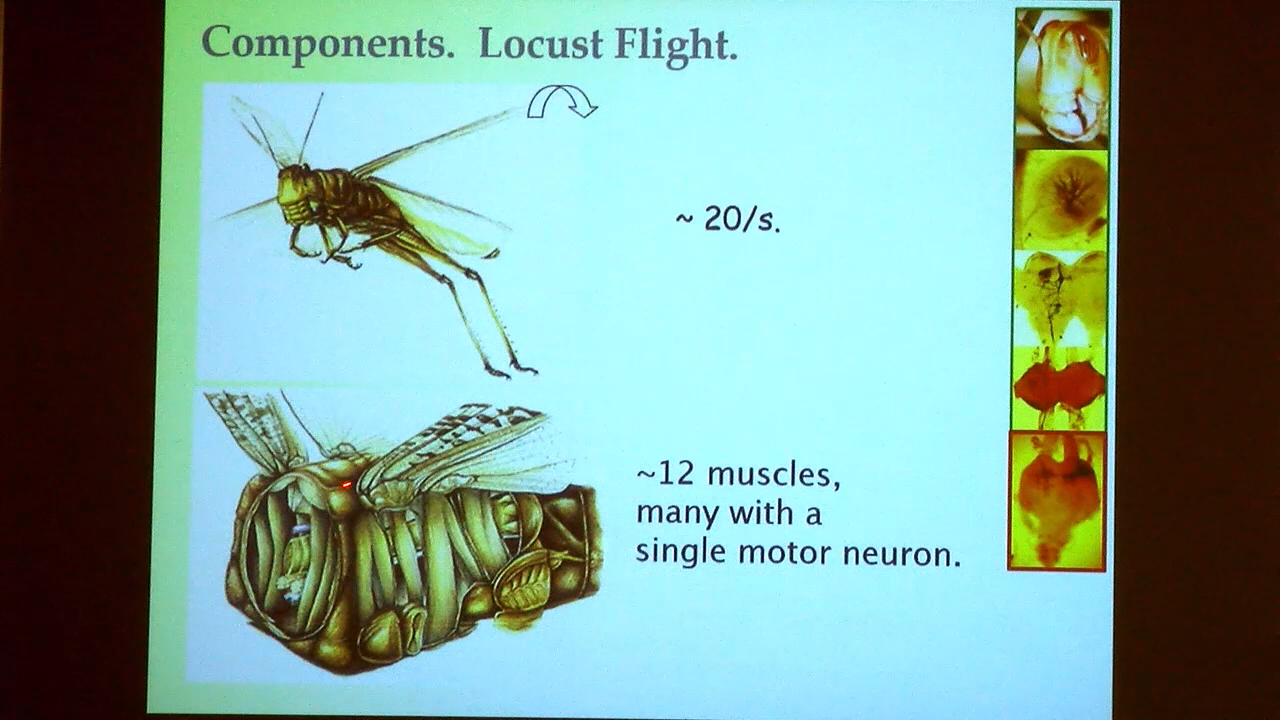 Components. Locust Flight.
~ 20/s.
~12 muscles,
many with a
single motor neuron.